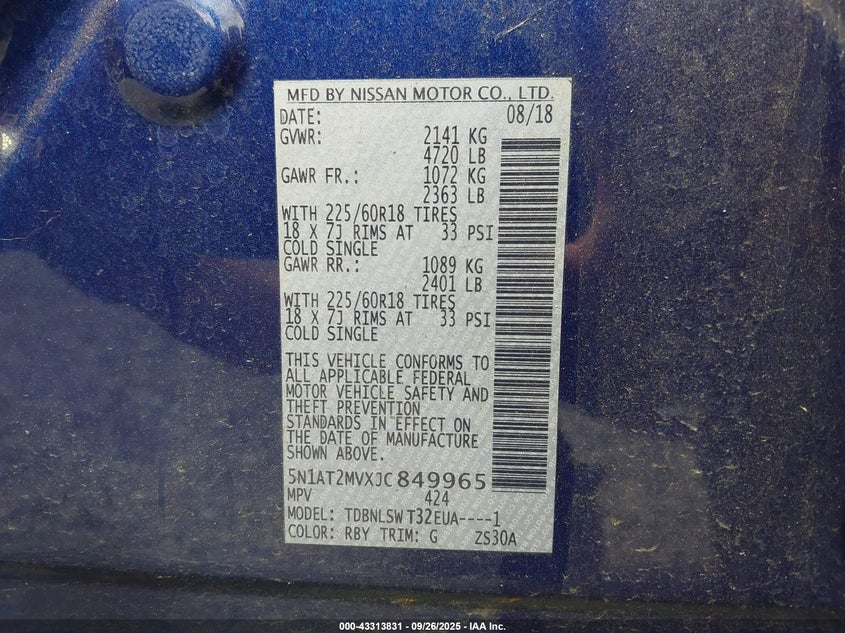 MFD BY NISSAN MOTOR CO., LTD.
DATE: 08/18
GVWR: 2141 KG
4720 LB
GAWR FR.: 1072 KG
2363 LB
WITH 225/60R18 TIRES
18 X 7J RIMS AT 33 PSI
COLD SINGLE
GAWR RR.: 1089 KG
2401 LB
WITH 225/60R18 TIRES
18 X 7J RIMS AT 33 PSI
COLD SINGLE
THIS VEHICLE CONFORMS TO
ALL APPLICABLE FEDERAL
MOTOR VEHICLE SAFETY AND
THEFT PREVENTION
STANDARDS IN EFFECT ON
THE DATE OF MANUFACTURE
SHOWN ABOVE.
5N1AT2MVXJC849965
MPV 424
MODEL: TDBNLSW T32EUA----1
COLOR: RBY TRIM: G ZS30A
000-43313831 - 09/26/2025 - IAA Inc.